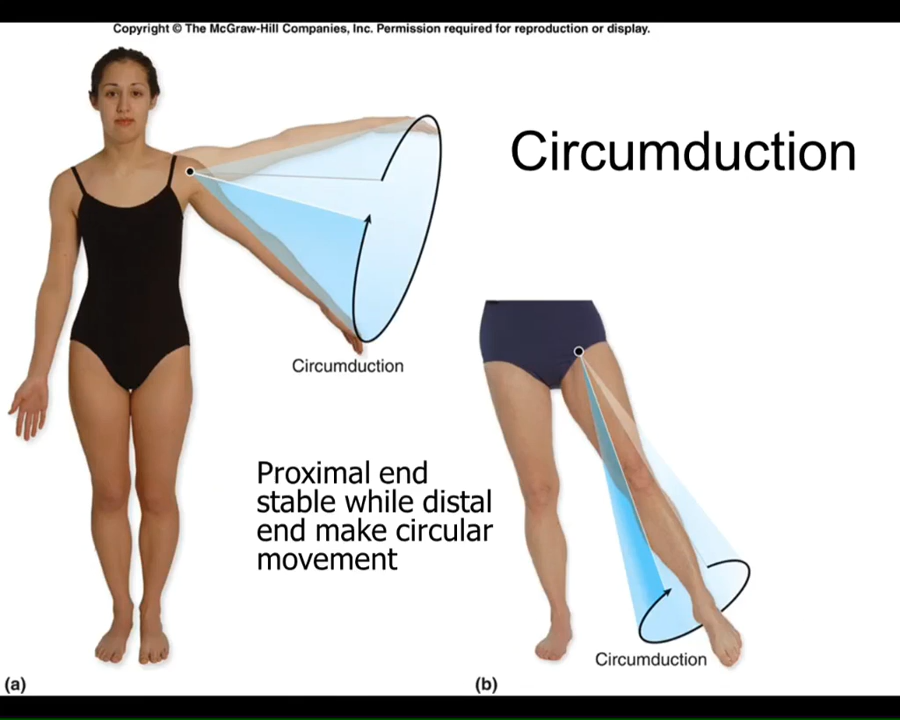 Copyright © The McGraw-Hill Companies, Inc. Permission required for reproduction or display.
Circumduction
Circumduction
Proximal end
stable while distal
end make circular
movement
Circumduction
(a)
(b)